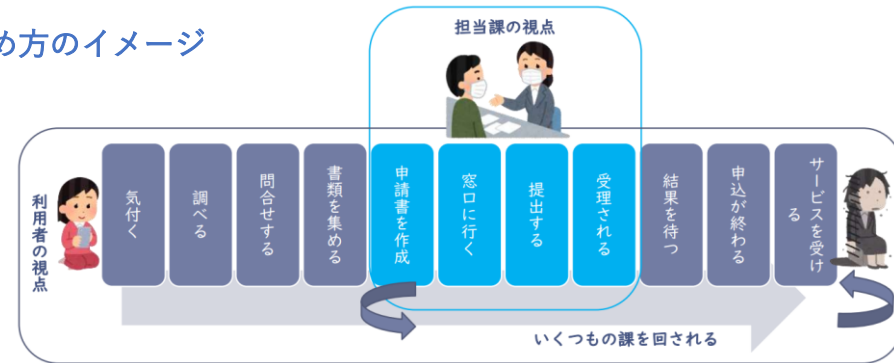 め方のイメージ
担当課の視点
利用者の視点
気付く
調べる
問合せする
書類を集める
申請書を作成
窓口に行く
提出する
受理される
結果を待つ
申込が終わる
サービスを受け
る
いくつもの課を回される